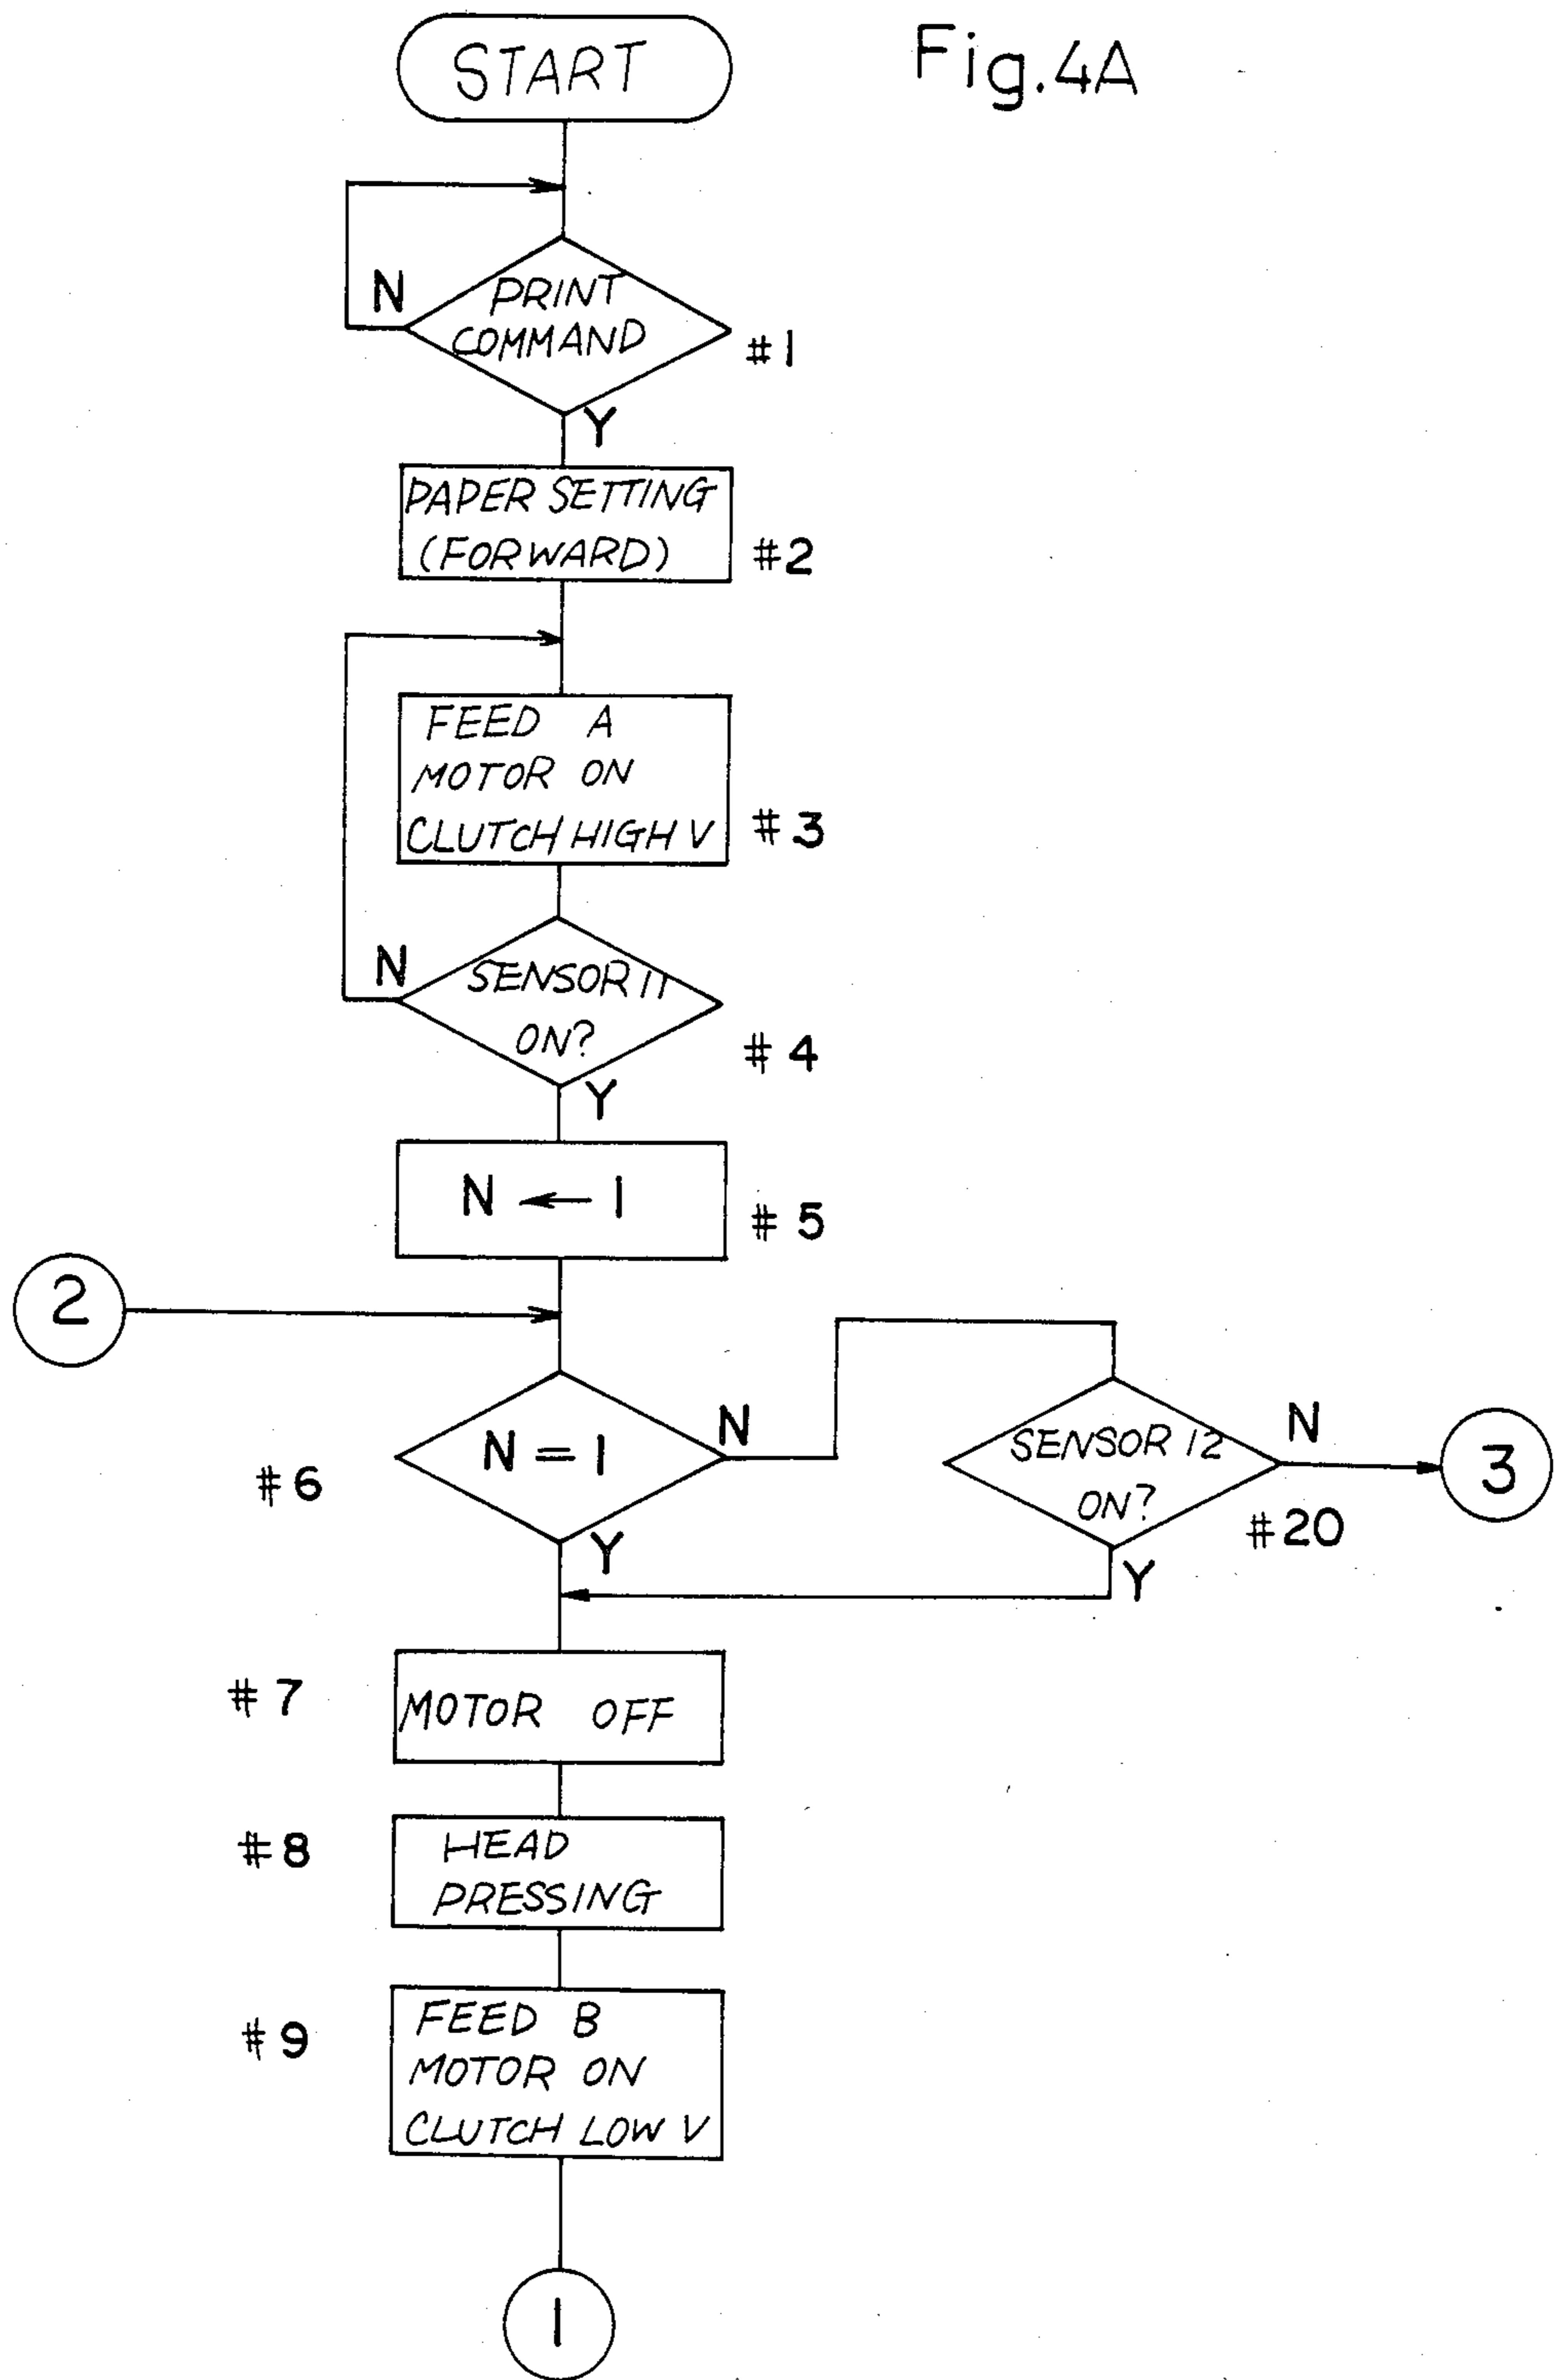 START
Fig.4A
N
PRINT
COMMAND
#1
Y
PAPER SETTING
(FORWARD)
#2
FEED A
MOTOR ON
CLUTCH HIGH V
#3
N
SENSOR 11
ON?
#4
Y
N ← 1
#5
2
N = 1
N
#6
Y
SENSOR 12
ON?
N
3
#20
Y
#7
MOTOR OFF
#8
HEAD
PRESSING
#9
FEED B
MOTOR ON
CLUTCH LOW V
1